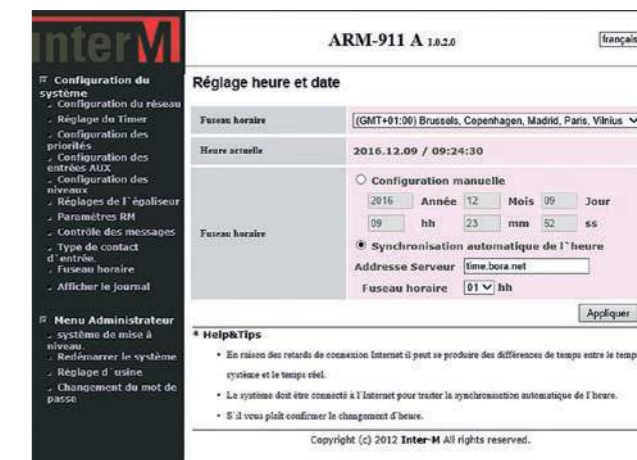 interM
Configuration du
système
Configuration du réseau
Réglage du Timer
Configuration des
priorités
Configuration des
entrées AUX
Configuration des
niveaux
Réglages de l`égaliseur
Paramètres RM
Contrôle des messages
Type de contact
d`entrée.
Fuseau horaire
Afficher le journal
Menu Administrateur
système de mise à
niveau.
Redémarrer le système
Réglage d`usine
Changement du mot de
passe
ARM-911 A 1.0.2.0
français
Réglage heure et date
Fuseau horaire
(GMT+01:00) Brussels, Copenhagen, Madrid, Paris, Vilnius
Heure actuelle
2016.12.09 / 09:24:30
Fuseau horaire
Configuration manuelle
2016 Année 12 Mois 09 Jour
09 hh 23 mm 52 ss
Synchronisation automatique de l`heure
Addresse Serveur time.bora.net
Fuseau horaire 01 hh
Appliquer
* Help&Tips
En raison des retards de connexion Internet il peut se produire des différences de temps entre le temp
système et le temps réel.
Le système doit être connecté à l`Internet pour traiter la synchronisation automatique de l`heure.
S`il vous plaît confirmer le changement d`heure.
Copyright (c) 2012 Inter-M All rights reserved.